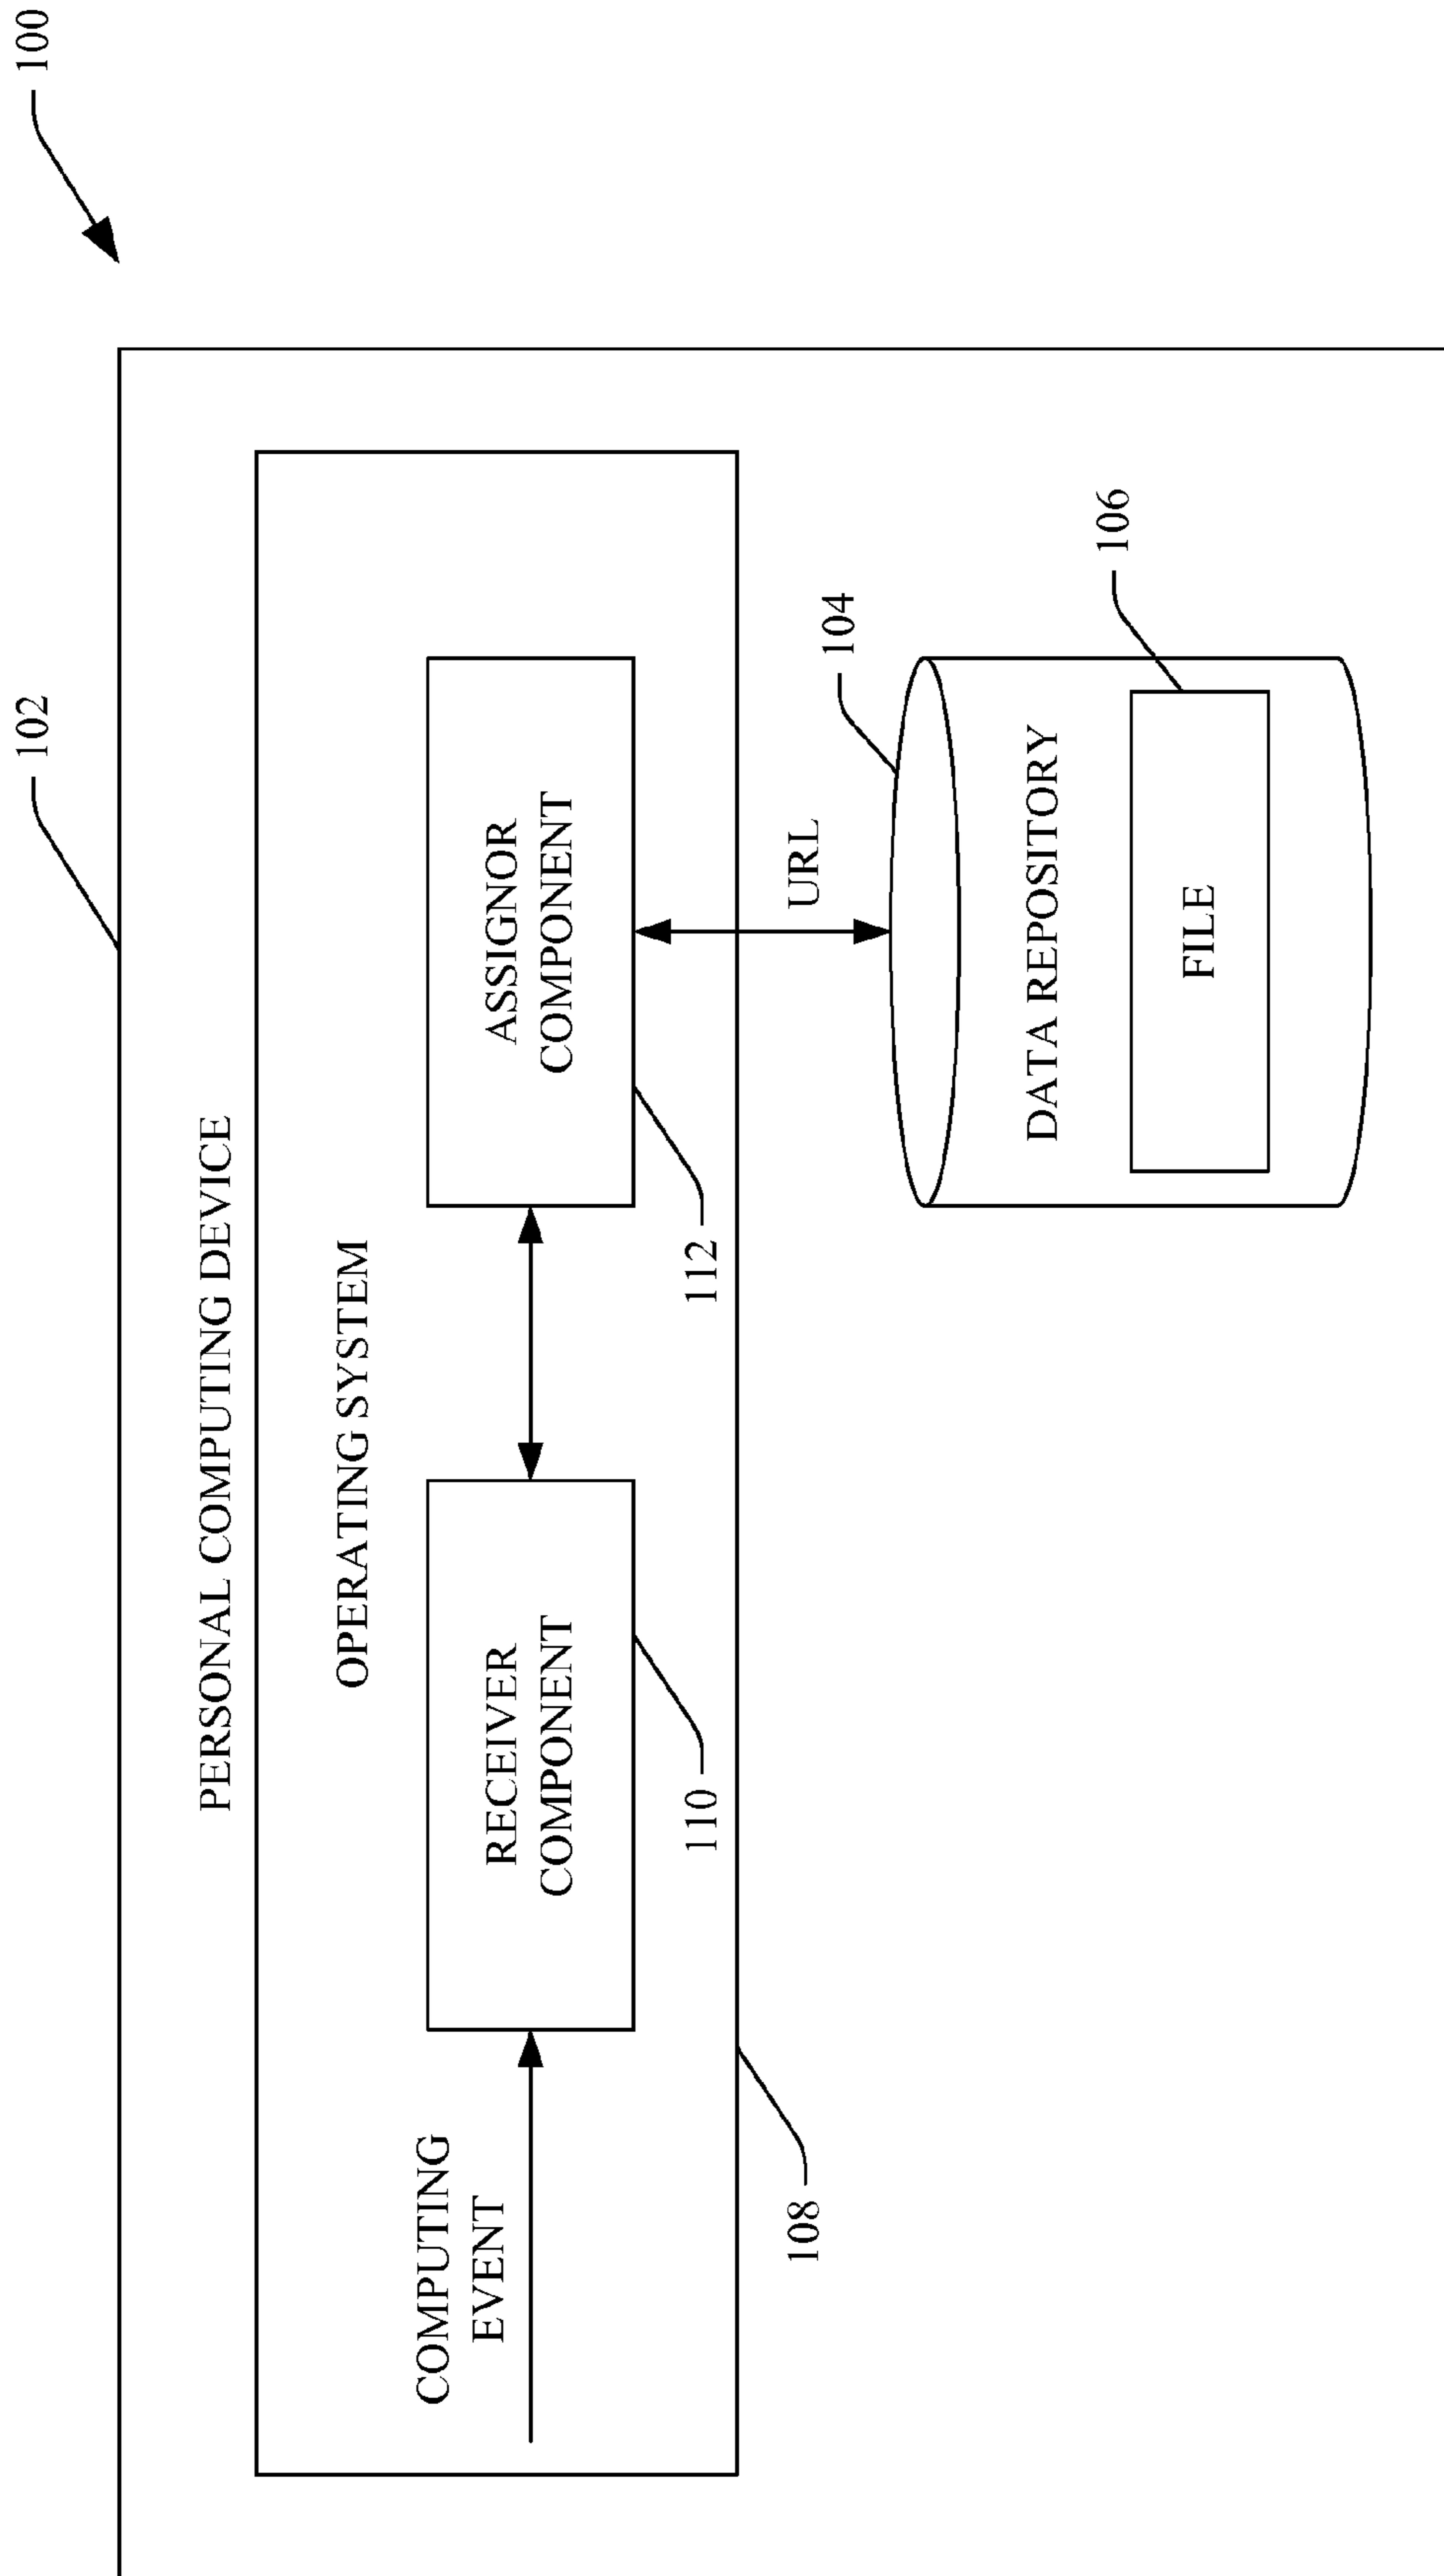 100
102
PERSONAL COMPUTING DEVICE
OPERATING SYSTEM
COMPUTING
EVENT
RECEIVER
COMPONENT
ASSIGNOR
COMPONENT
110
112
108
URL
104
DATA REPOSITORY
106
FILE